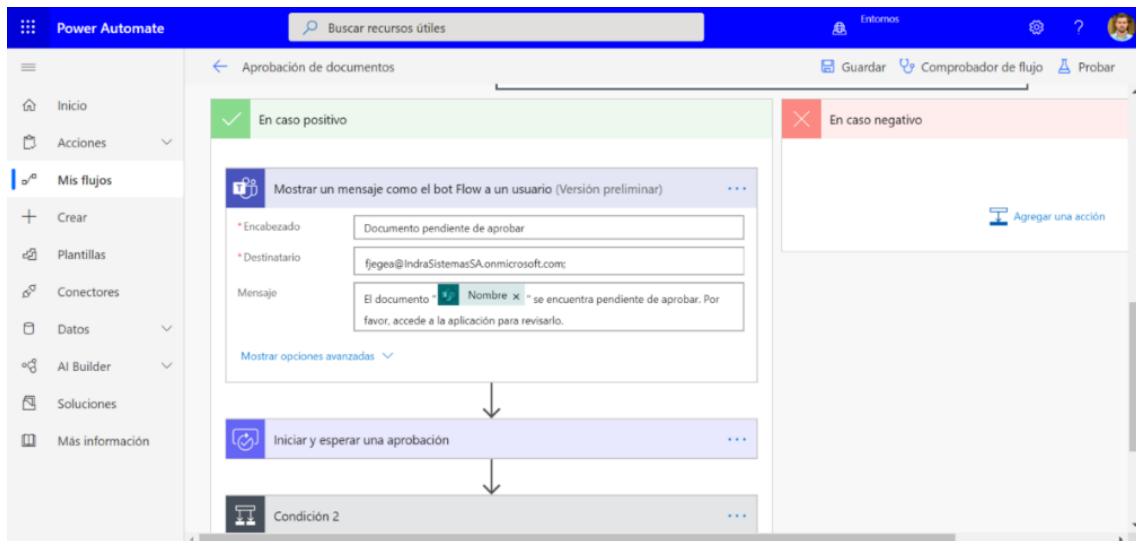 Power Automate
Buscar recursos útiles
Entornos
?
Aprobación de documentos
Guardar
Comprobador de flujo
Probar
Inicio
Acciones
Mis flujos
Crear
Plantillas
Conectores
Datos
AI Builder
Soluciones
Más información
En caso positivo
Mostrar un mensaje como el bot Flow a un usuario (Versión preliminar)
* Encabezado
Documento pendiente de aprobar
* Destinatario
fjegea@IndraSistemasSA.onmicrosoft.com;
Mensaje
El documento " Nombre x " se encuentra pendiente de aprobar. Por
favor, accede a la aplicación para revisarlo.
Mostrar opciones avanzadas
Iniciar y esperar una aprobación
Condición 2
En caso negativo
Agregar una acción